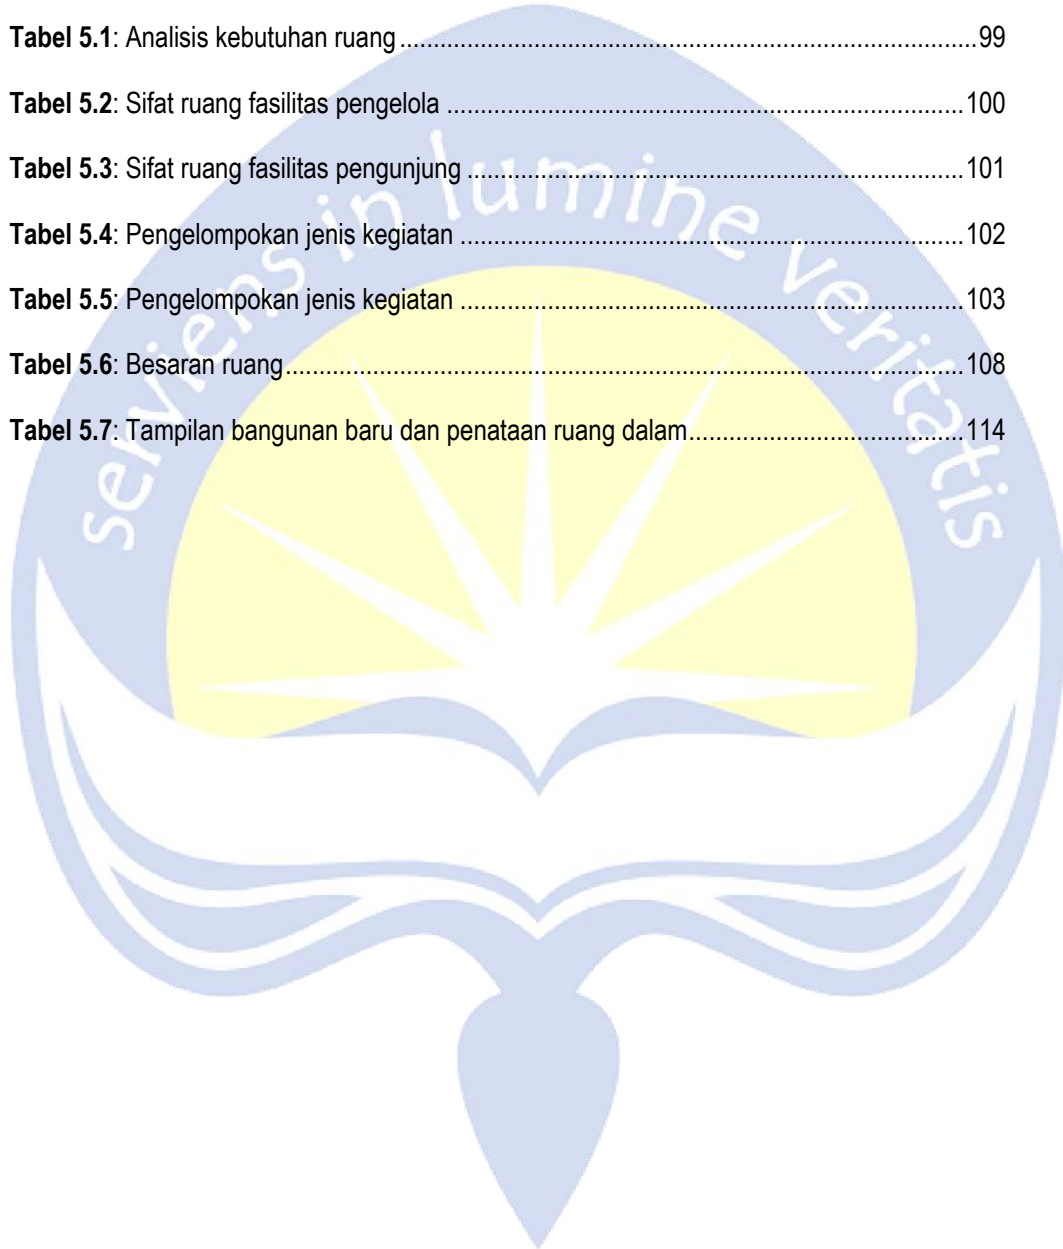 Tabel 5.1: Analisis kebutuhan ruang ........................................................................................................ 99
Tabel 5.2: Sifat ruang fasilitas pengelola ................................................................................................ 100
Tabel 5.3: Sifat ruang fasilitas pengunjung ............................................................................................ 101
Tabel 5.4: Pengelompokan jenis kegiatan .............................................................................................. 102
Tabel 5.5: Pengelompokan jenis kegiatan .............................................................................................. 103
Tabel 5.6: Besaran ruang ........................................................................................................................ 108
Tabel 5.7: Tampilan bangunan baru dan penataan ruang dalam ........................................................... 114
serviens in lumine veritatis